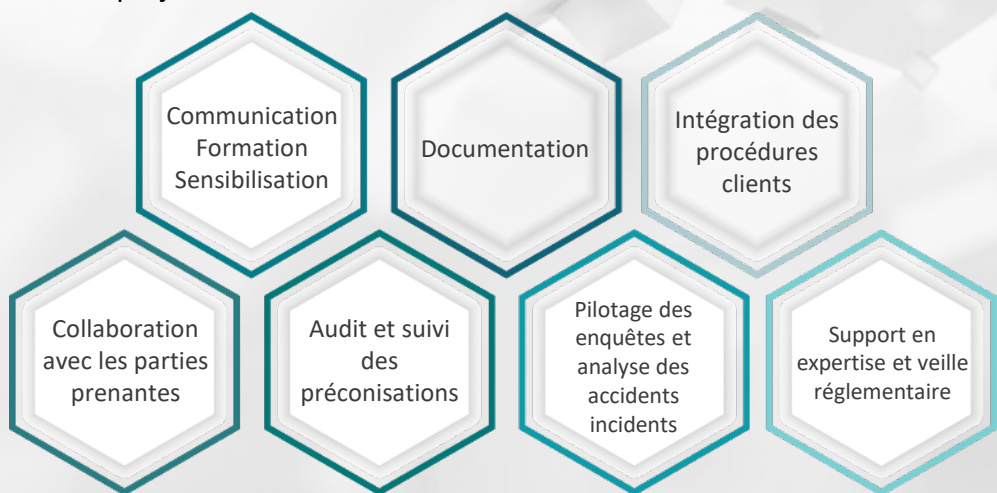 Communication
Formation
Sensibilisation
Documentation
Intégration des
procédures
clients
Collaboration
avec les parties
prenantes
Audit et suivi
des
préconisations
Pilotage des
enquêtes et
analyse des
accidents
incidents
Support en
expertise et veille
réglementaire